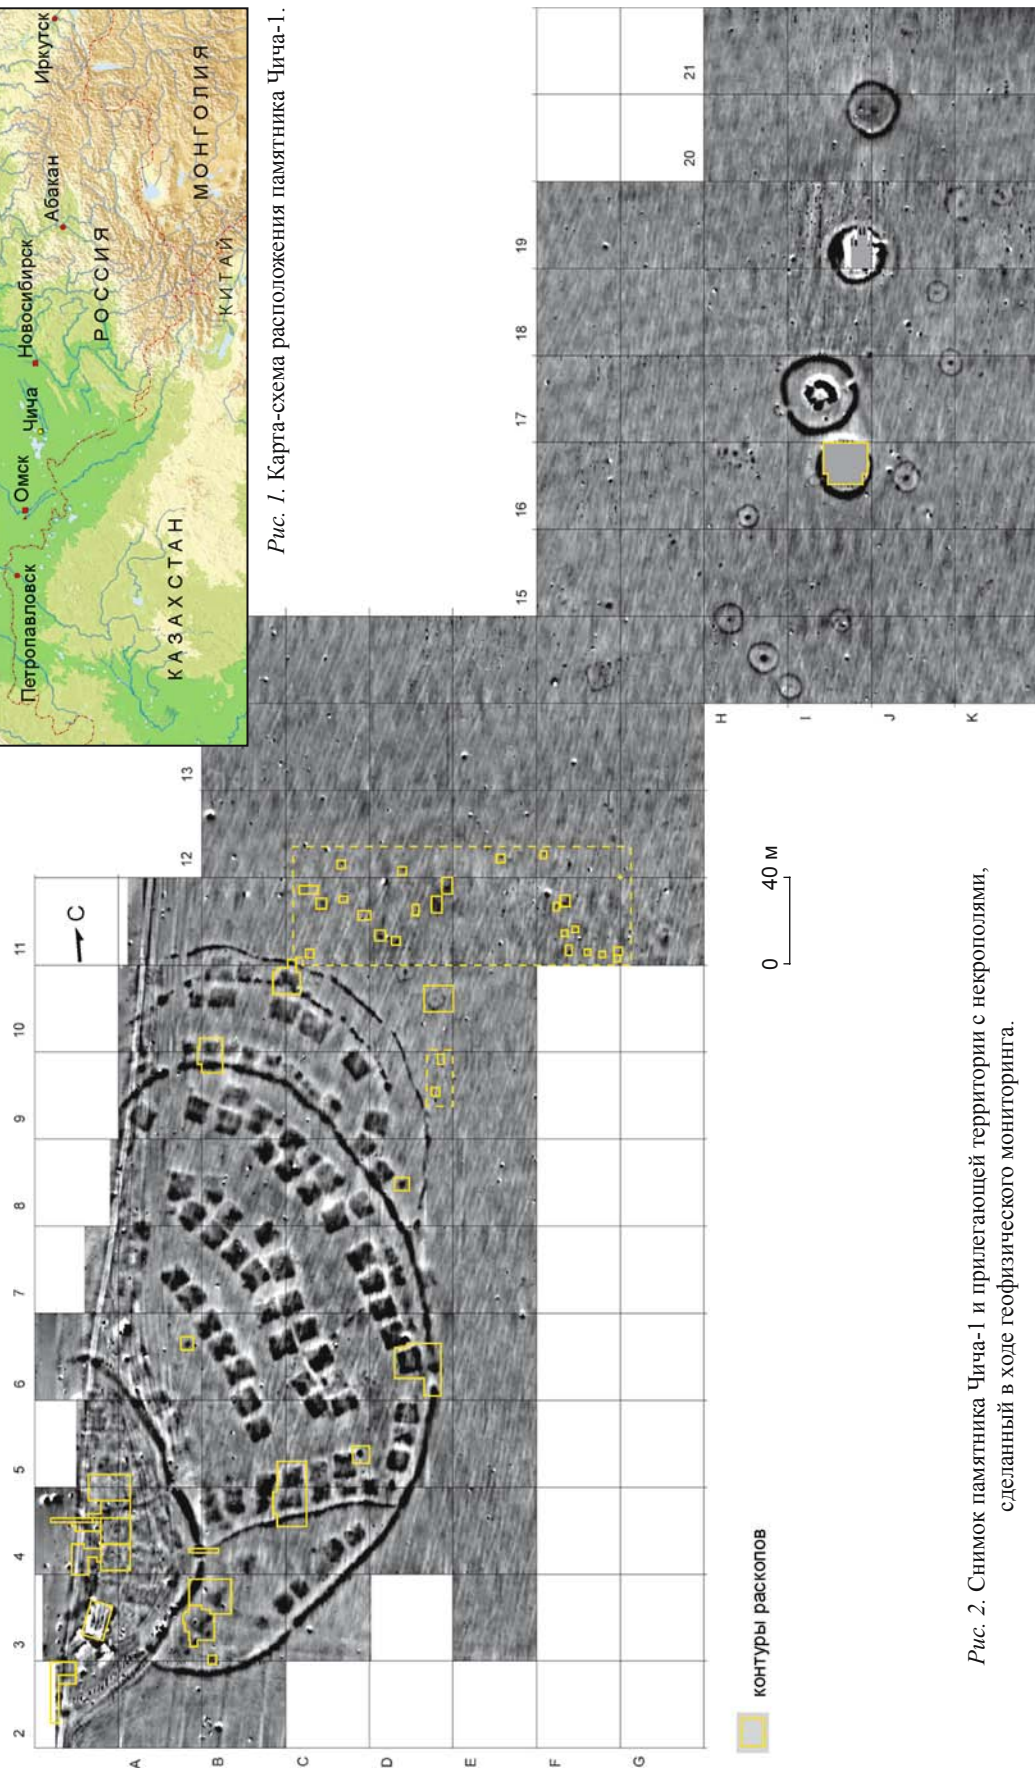 Петропавловск
Омск
Чича
Новосибирск
Абакан
Иркутск
РОССИЯ
КАЗАХСТАН
КИТАЙ
МОНГОЛИЯ
Рис. 1. Карта-схема расположения памятника Чича-1.
2 3 4 5 6 7 8 9 10 11 12 13 15 16 17 18 19 20 21
С
A
B
C
D
E
F
G
H
I
J
K
0 40 м
контуры раскопов
Рис. 2. Снимок памятника Чича-1 и прилегающей территории с некрополями,
сделанный в ходе геофизического мониторинга.